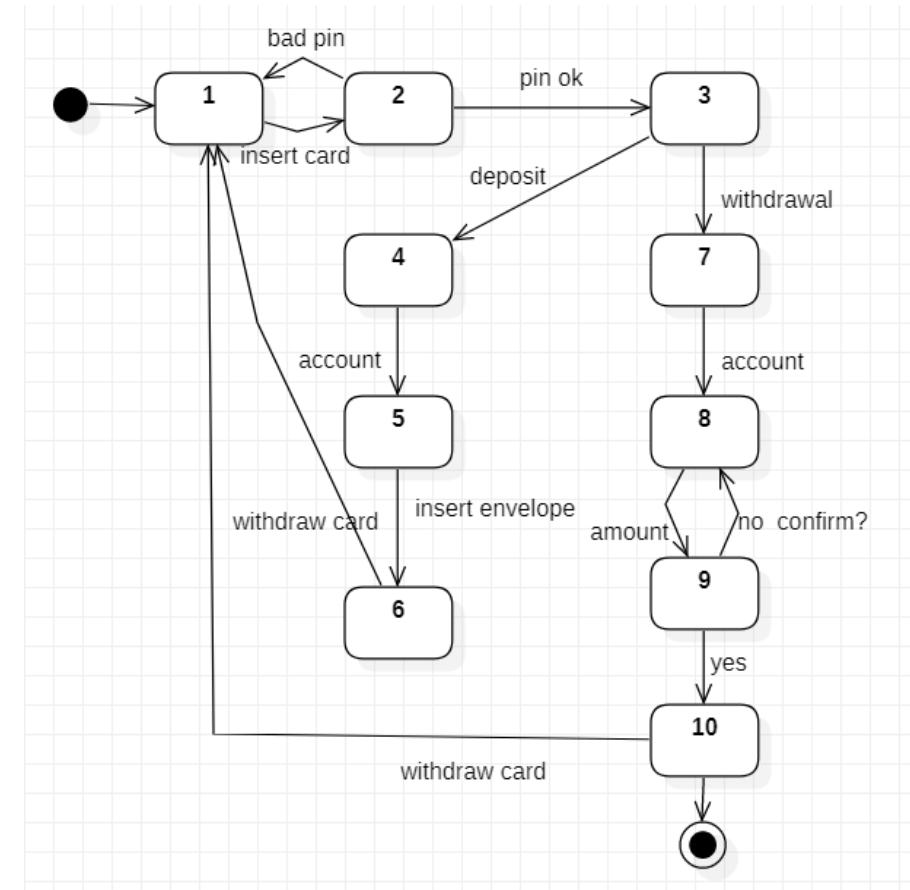 bad pin
1
2
pin ok
3
insert card
deposit
withdrawal
4
7
account
account
5
8
insert envelope
withdraw card
amount
no  confirm?
9
6
yes
10
withdraw card